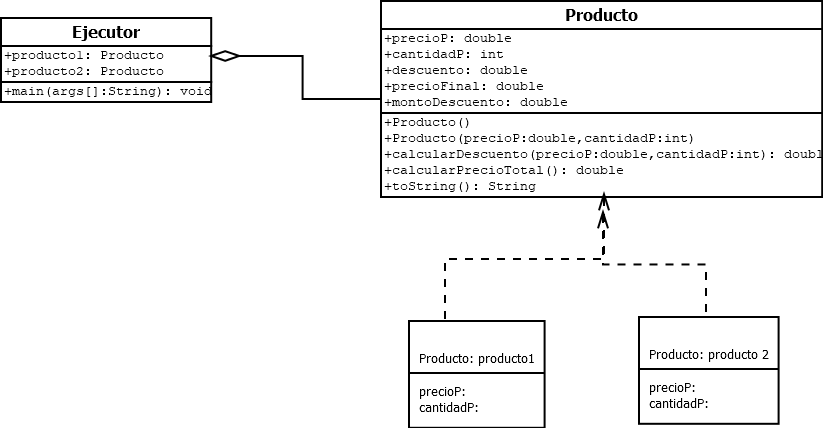 Ejecutor
+producto1: Producto
+producto2: Producto
+main(args[]:String): void
Producto
+precioP: double
+cantidadP: int
+descuento: double
+precioFinal: double
+montoDescuento: double
+Producto()
+Producto(precioP:double,cantidadP:int)
+calcularDescuento(precioP:double,cantidadP:int): doubl
+calcularPrecioTotal(): double
+toString(): String
Producto: producto1
precioP:
cantidadP:
Producto: producto 2
precioP:
cantidadP: